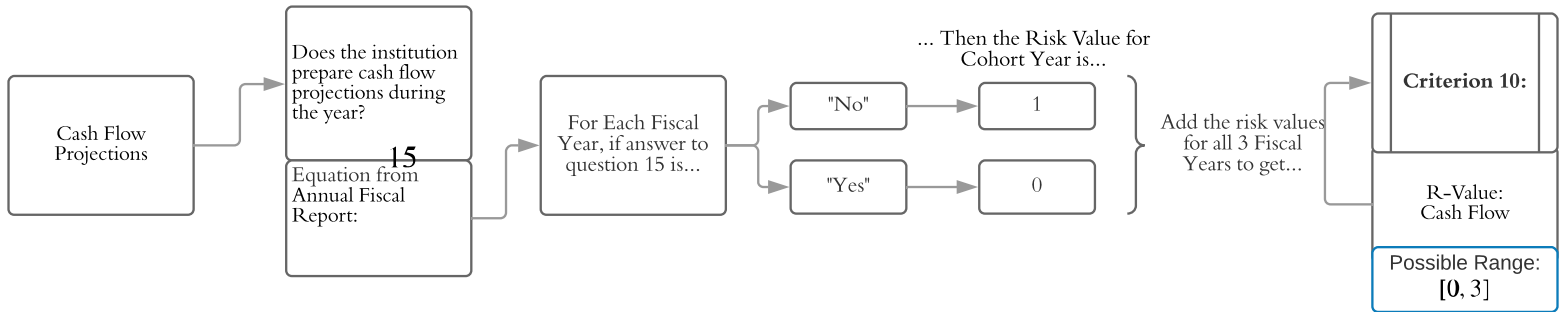 Cash Flow
Projections
Does the institution
prepare cash flow
projections during
the year?
15
Equation from
Annual Fiscal
Report:
For Each Fiscal
Year, if answer to
question 15 is...
... Then the Risk Value for
Cohort Year is...
"No"
1
"Yes"
0
Add the risk values
for all 3 Fiscal
Years to get...
Criterion 10:
R-Value:
Cash Flow
Possible Range:
[0, 3]